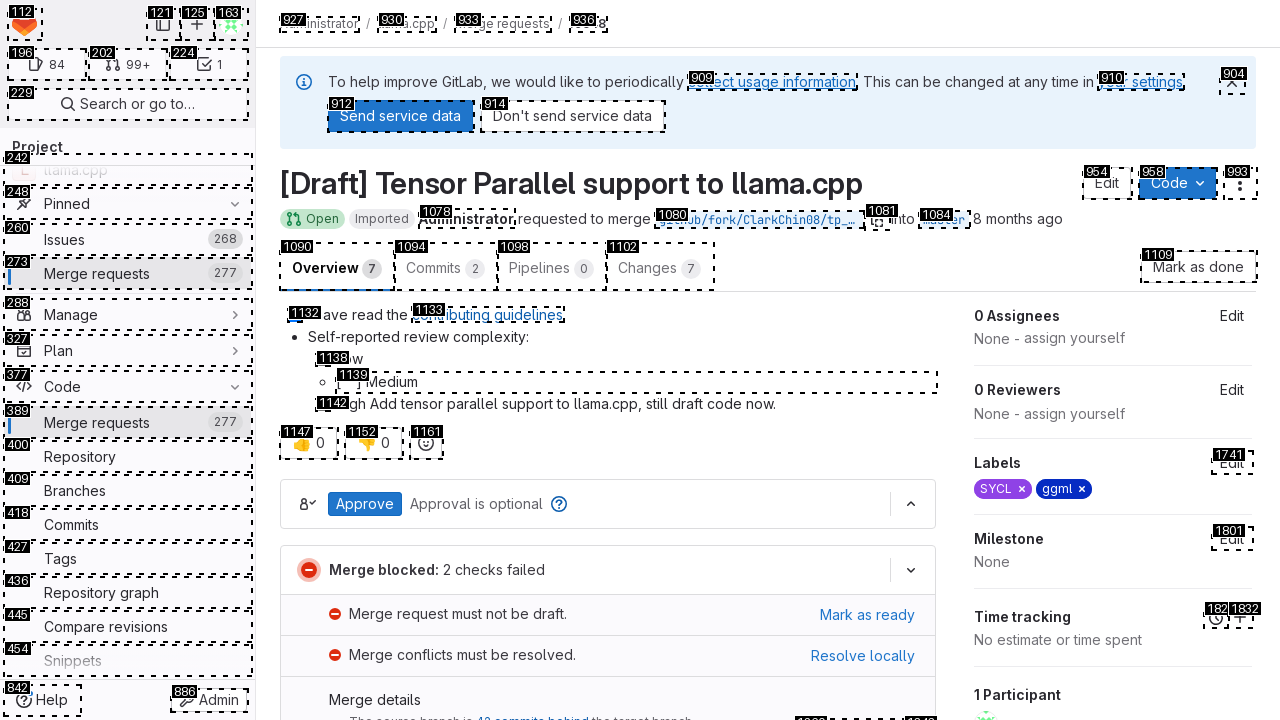 112
121
125
163
196
84
202
99+
224
1
229
Search or go to…
Project
242
llama.cpp
248
Pinned
260
Issues
268
273
Merge requests
277
288
Manage
327
Plan
377
Code
389
Merge requests
277
400
Repository
409
Branches
418
Commits
427
Tags
436
Repository graph
445
Compare revisions
454
Snippets
842
Help
886
Admin
927
Administrator / 
930
llama.cpp /
933
Merge requests /
936
To help improve GitLab, we would like to periodically collect usage information. This can be changed at any time in your settings.
909
910
904
912
Send service data
914
Don't send service data
[Draft] Tensor Parallel support to llama.cpp
954
Edit
958
Code
993
Open
Imported
1078
Administrator requested to merge
1080
github/fork/ClarkChin08/tp_…
1081
into
1084
master
8 months ago
1090
Overview 7
1094
Commits 2
1098
Pipelines 0
1102
Changes 7
1109
Mark as done
1132
ave read the contributing guidelines
1133
Self-reported review complexity:
1138
ow
1139
Medium
1142
gh Add tensor parallel support to llama.cpp, still draft code now.
1147
0
1152
0
1161
Approve
Approval is optional
Merge blocked: 2 checks failed
Merge request must not be draft.
Mark as ready
Merge conflicts must be resolved.
Resolve locally
Merge details
0 Assignees
Edit
None - assign yourself
0 Reviewers
Edit
None - assign yourself
Labels
1741
Edit
SYCL ×
ggml ×
Milestone
1801
Edit
None
Time tracking
182
1832
No estimate or time spent
1 Participant